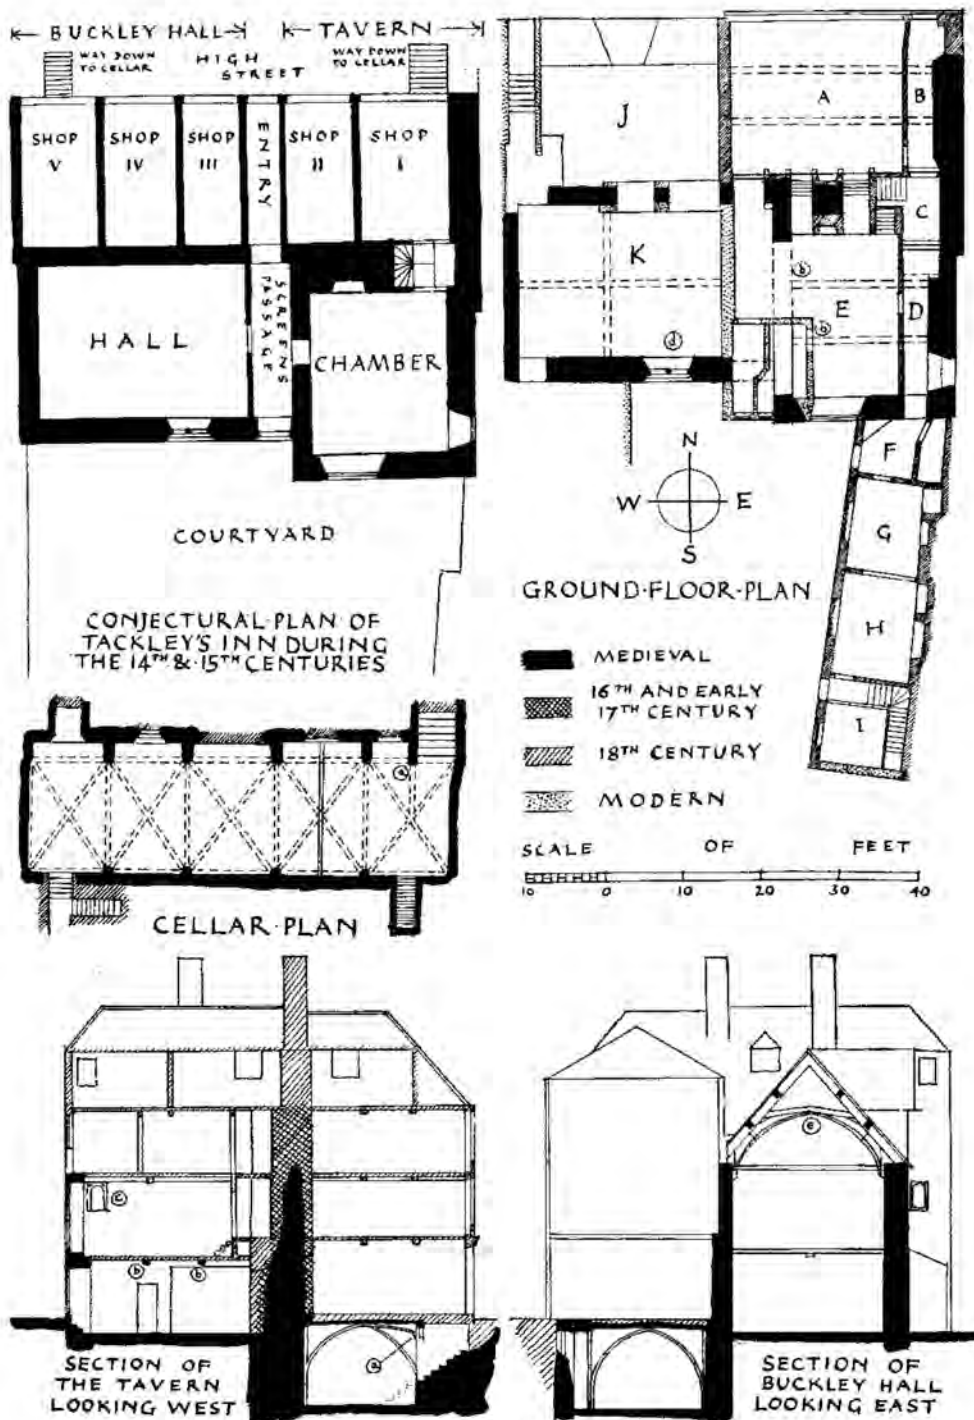 BUCKLEY HALL
TAVERN
WAY DOWN
TO CELLAR
HIGH
STREET
WAY DOWN
TO CELLAR
SHOP
V
SHOP
IV
SHOP
III
ENTRY
SHOP
II
SHOP
I
HALL
SCREENS
PASSAGE
CHAMBER
COURTYARD
CONJECTURAL·PLAN OF
TACKLEY'S INN DURING
THE 14TH & 15TH CENTURIES
a
CELLAR·PLAN
A
B
J
C
K
b
E
D
b
d
F
N
W
E
S
G
H
I
GROUND·FLOOR·PLAN
MEDIEVAL
16TH AND EARLY
17TH CENTURY
18TH CENTURY
MODERN
SCALE OF FEET
10 0 10 20 30 40
c
b
b
a
SECTION OF
THE TAVERN
LOOKING WEST
e
SECTION OF
BUCKLEY HALL
LOOKING EAST